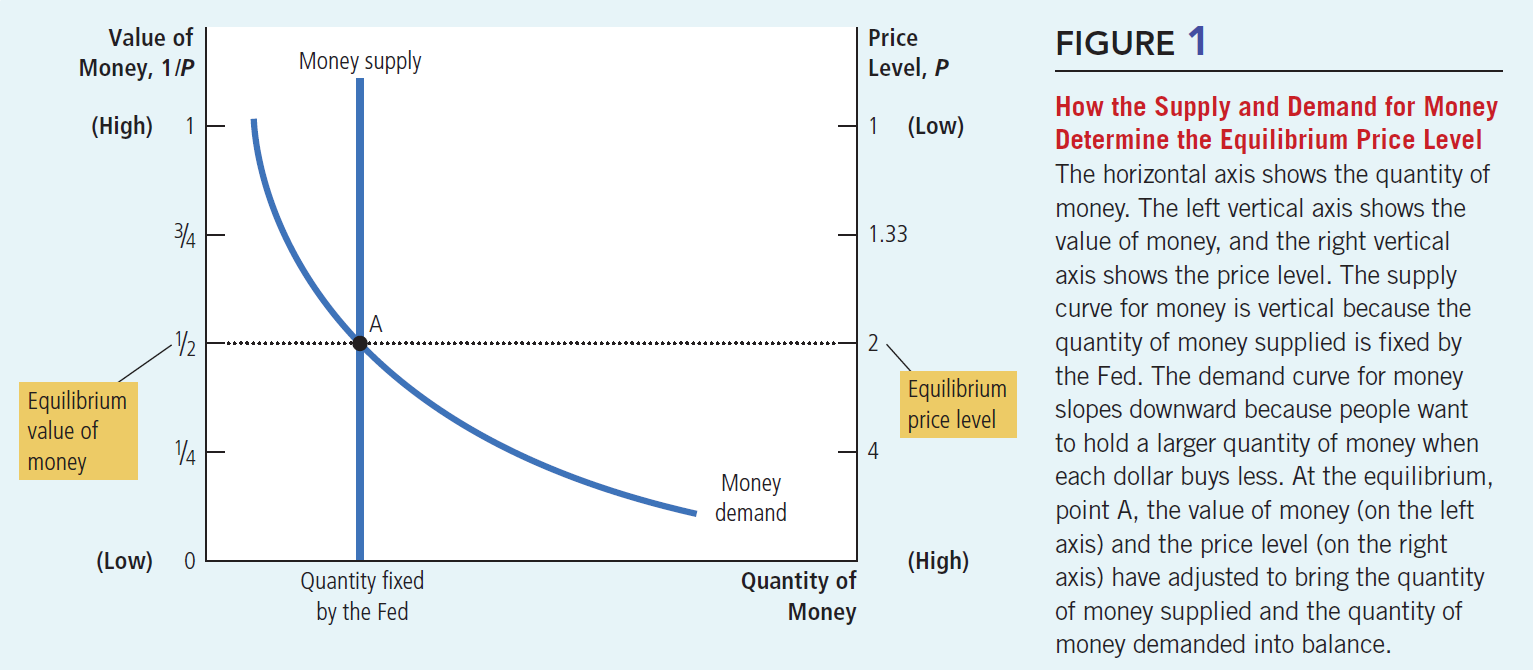 Value of
Money, 1/P
Price
Level, P
Money supply
(High) 1
1 (Low)
3/4
1.33
A
1/2
2
Equilibrium
value of
money
Equilibrium
price level
1/4
4
Money
demand
(Low) 0
(High)
Quantity fixed
by the Fed
Quantity of
Money
FIGURE 1
How the Supply and Demand for Money
Determine the Equilibrium Price Level
The horizontal axis shows the quantity of
money. The left vertical axis shows the
value of money, and the right vertical
axis shows the price level. The supply
curve for money is vertical because the
quantity of money supplied is fixed by
the Fed. The demand curve for money
slopes downward because people want
to hold a larger quantity of money when
each dollar buys less. At the equilibrium,
point A, the value of money (on the left
axis) and the price level (on the right
axis) have adjusted to bring the quantity
of money supplied and the quantity of
money demanded into balance.